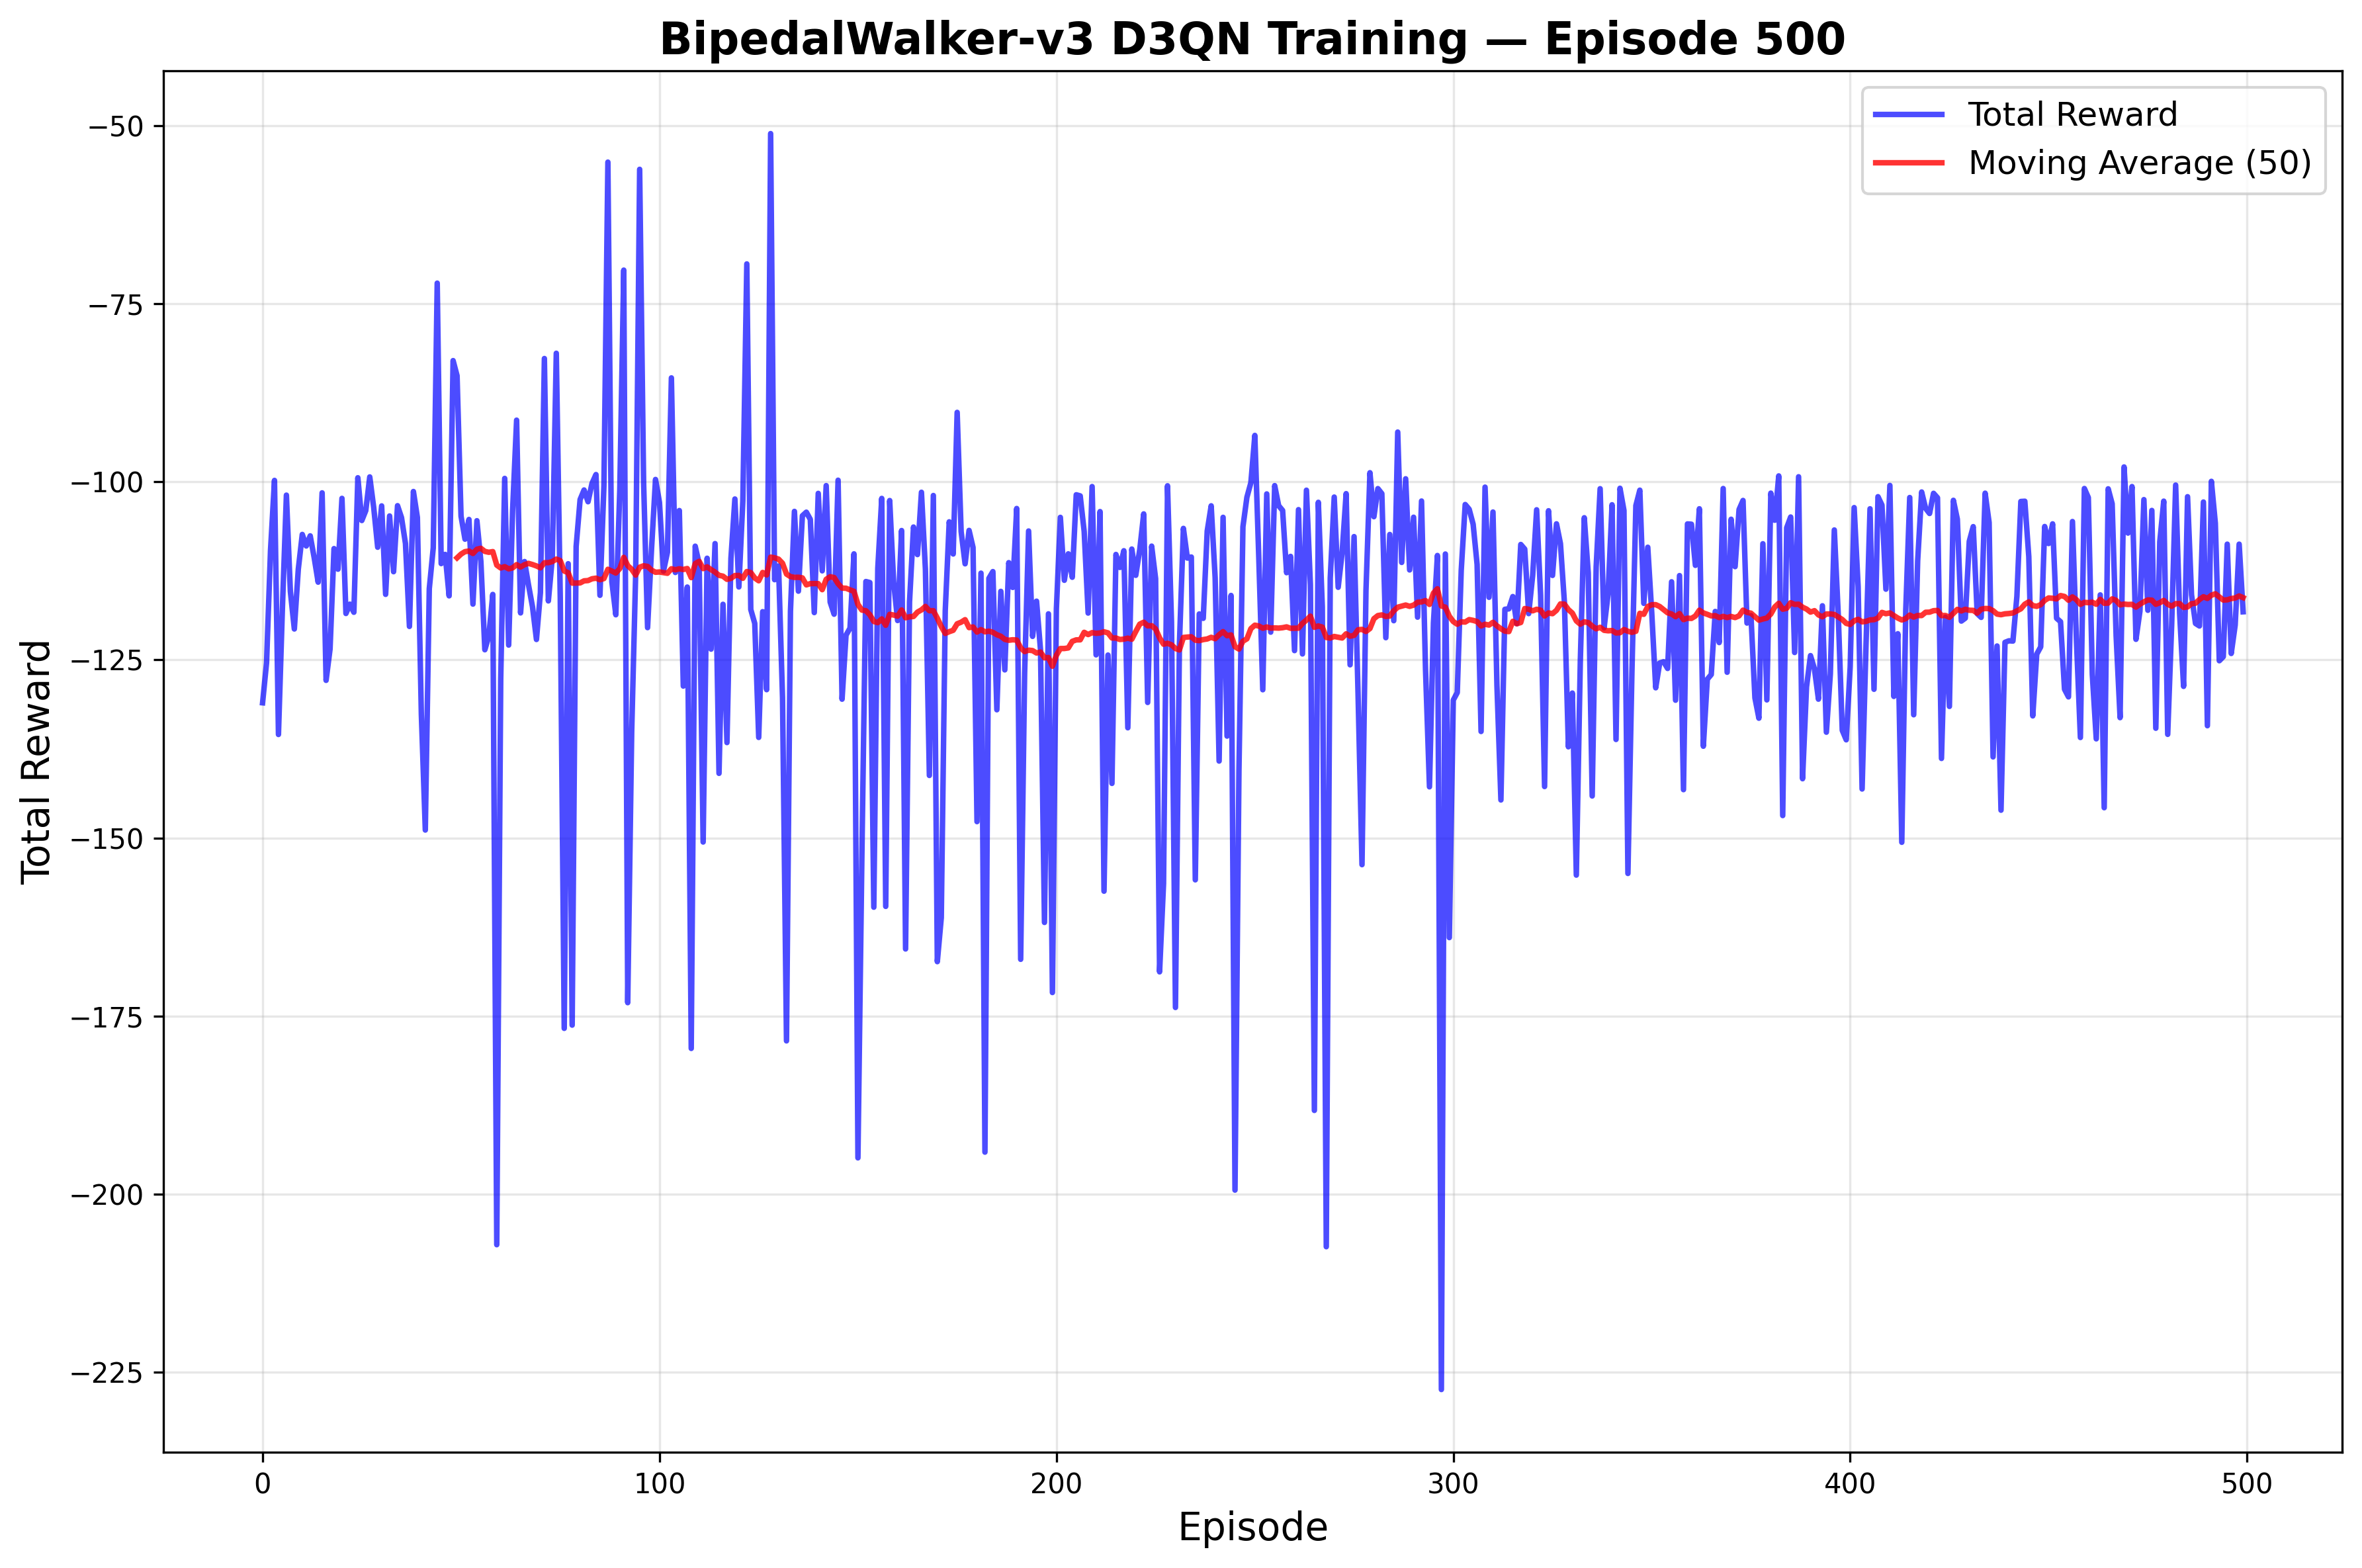 BipedalWalker-v3 D3QN Training — Episode 500
Total Reward
Moving Average (50)
Total Reward
−50
−75
−100
−125
−150
−175
−200
−225
0 100 200 300 400 500
Episode